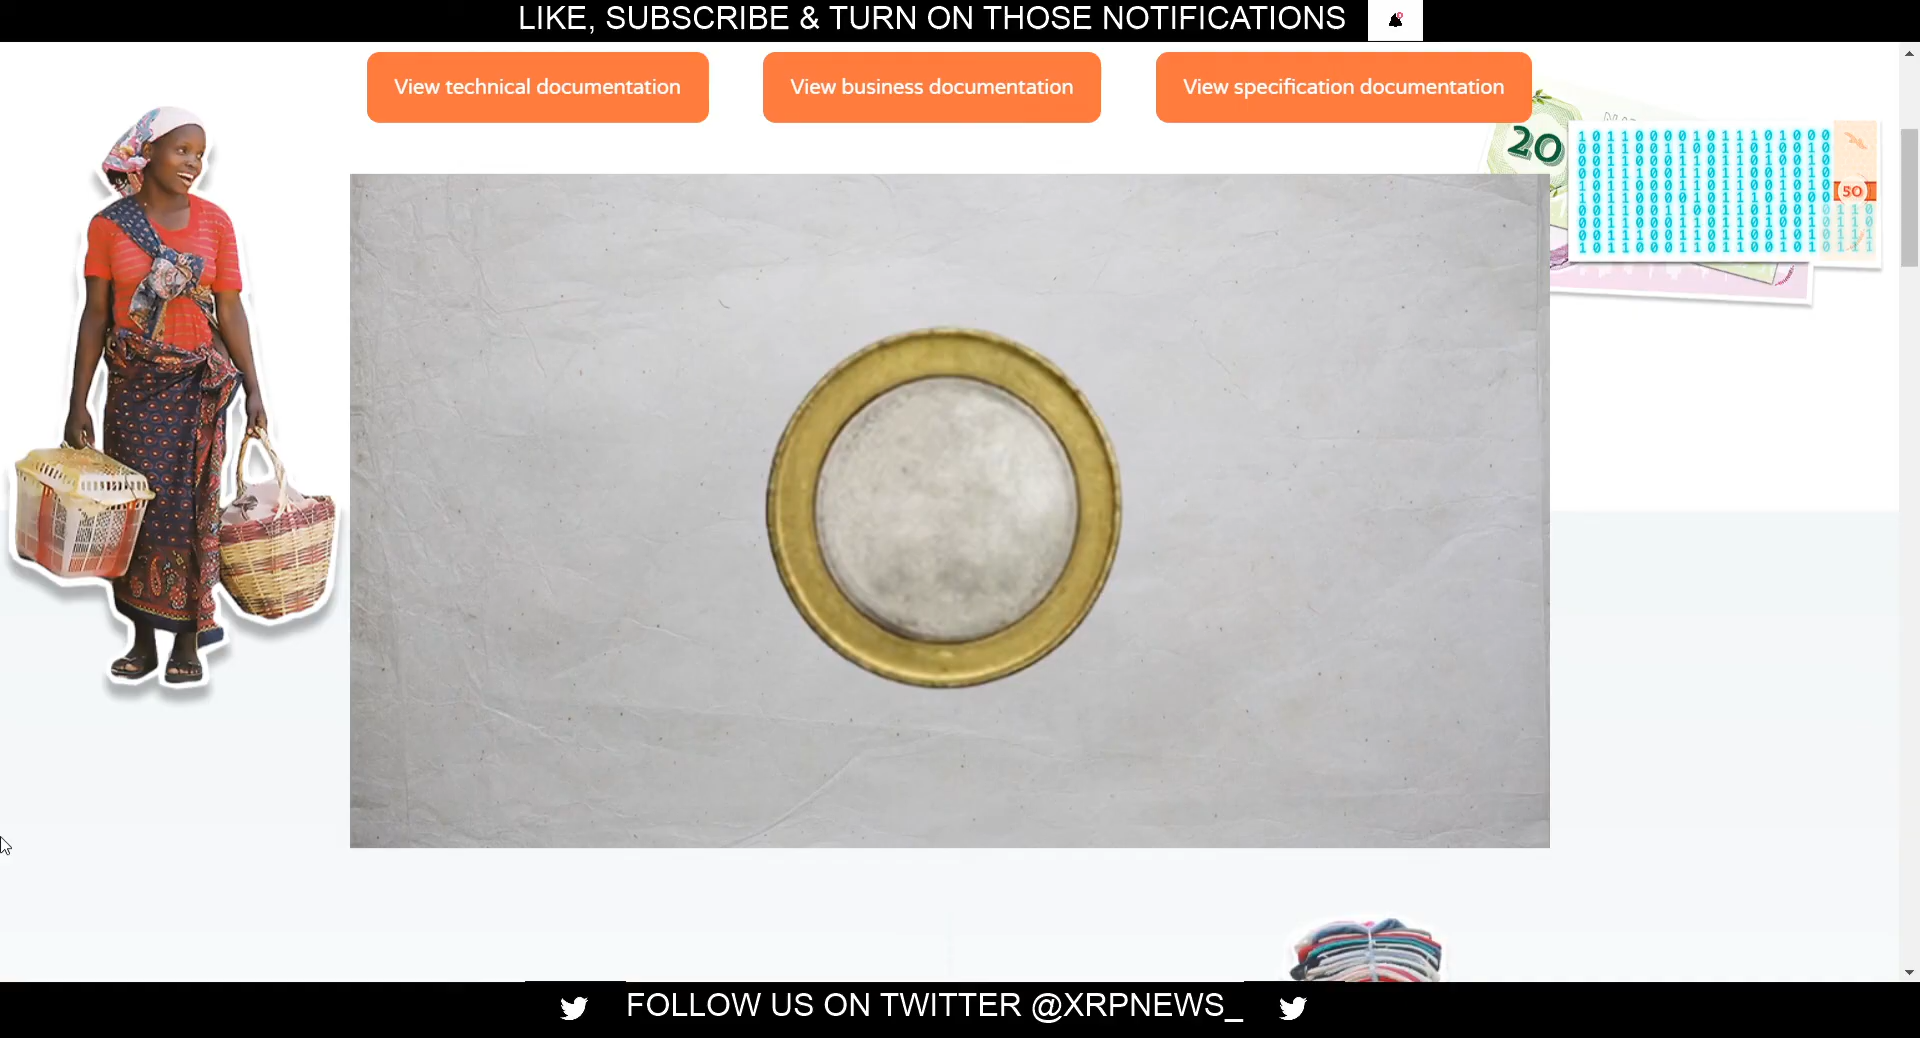 LIKE, SUBSCRIBE & TURN ON THOSE NOTIFICATIONS
View technical documentation
View business documentation
View specification documentation
20
50
FOLLOW US ON TWITTER @XRPNEWS_